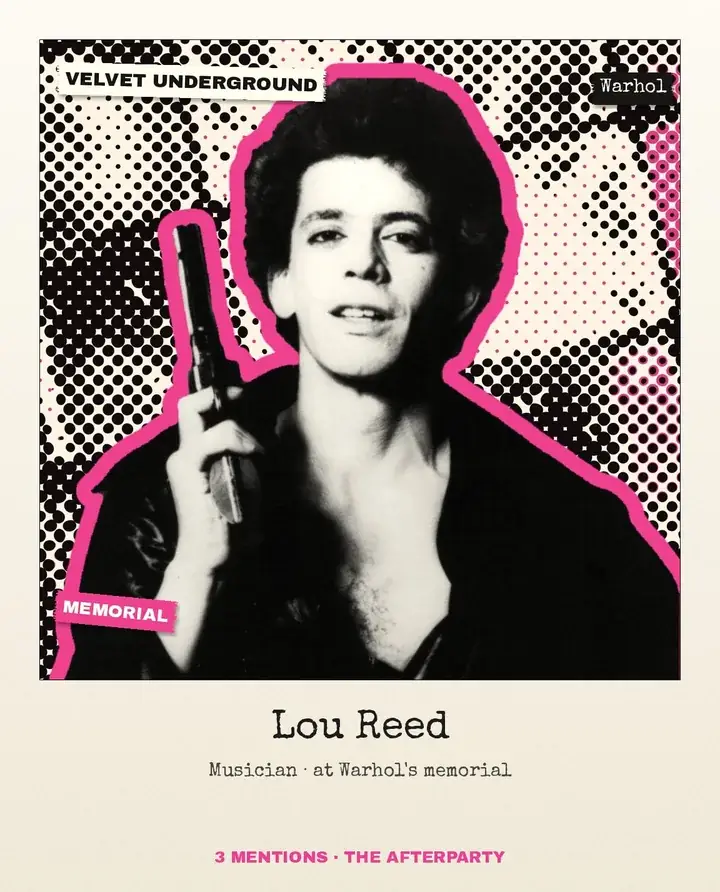 VELVET UNDERGROUND
Warhol
MEMORIAL
Lou Reed
Musician · at Warhol's memorial
3 MENTIONS · THE AFTERPARTY